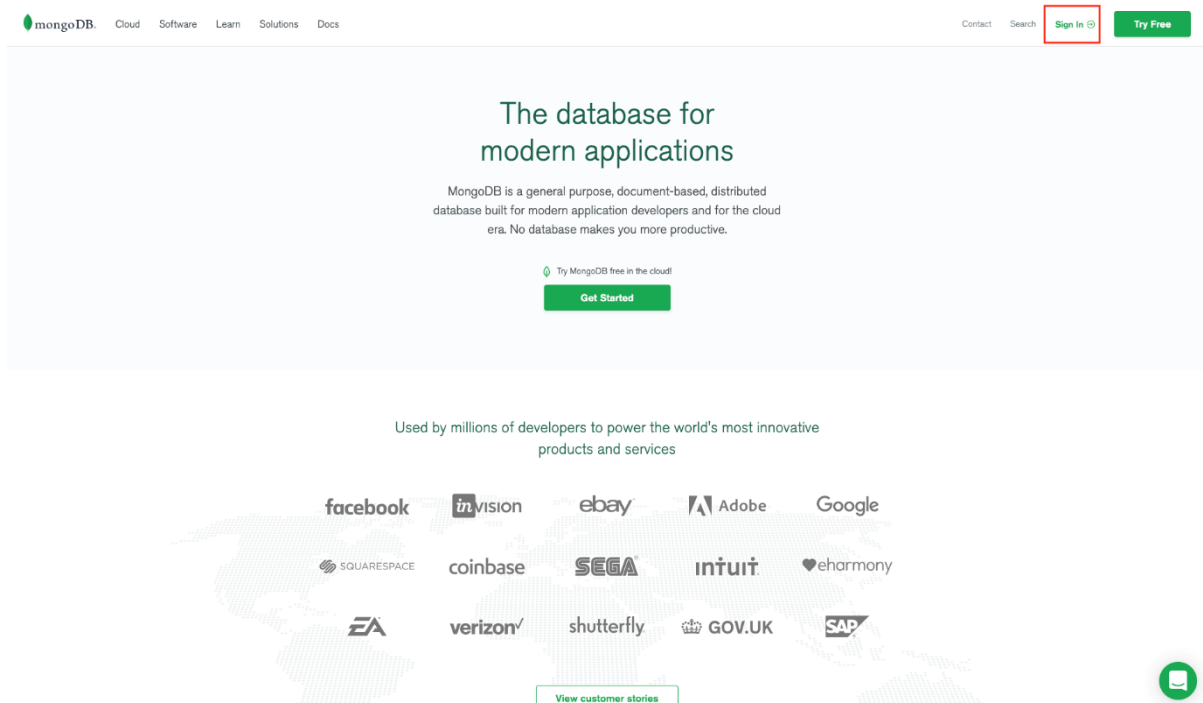 mongoDB. Cloud Software Learn Solutions Docs Contact Search Sign In Try Free
The database for
modern applications
MongoDB is a general purpose, document-based, distributed
database built for modern application developers and for the cloud
era. No database makes you more productive.
Try MongoDB free in the cloud!
Get Started
Used by millions of developers to power the world's most innovative
products and services
facebook invision ebay Adobe Google
SQUARESPACE coinbase SEGA intuit eharmony
EA verizon shutterfly GOV.UK SAP
View customer stories